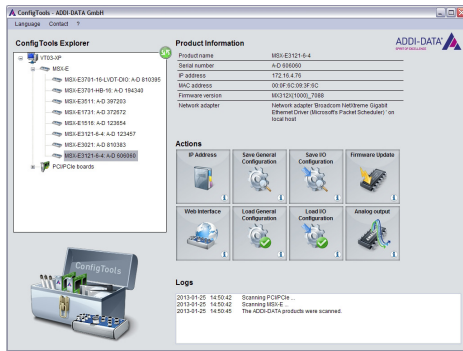 ConfigTools - ADDI-DATA GmbH
Language Contact ?
ConfigTools Explorer
VT03-XP
MSX-E
MSX-E3701-16-LVDT-DIO: A-D 810395
MSX-E3701-HB-16: A-D 194340
MSX-E3511: A-D 397203
MSX-E1731: A-D 372672
MSX-E1516: A-D 123654
MSX-E3121-6-4: A-D 123457
MSX-E3021: A-D 810383
MSX-E3121-6-4: A-D 606060
PCI/PCIe boards
ConfigTools
Product Information
ADDI-DATA
SPIRIT OF EXCELLENCE
Product name MSX-E3121-6-4
Serial number A-D 606060
IP address 172.16.4.76
MAC address 00:0F:6C:09:3F:6C
Firmware version MX312X(1000)_7088
Network adapter Network adapter 'Broadcom NetXtreme Gigabit
Ethernet Driver (Microsoft's Packet Scheduler) ' on
local host
Actions
IP Address
Save General
Configuration
Save I/O
Configuration
Firmware Update
Web interface
Load General
Configuration
Load I/O
Configuration
Analog output
Logs
2013-01-25 14:50:42 Scanning PCI/PCIe ...
2013-01-25 14:50:42 Scanning MSX-E ...
2013-01-25 14:50:45 The ADDI-DATA products were scanned.